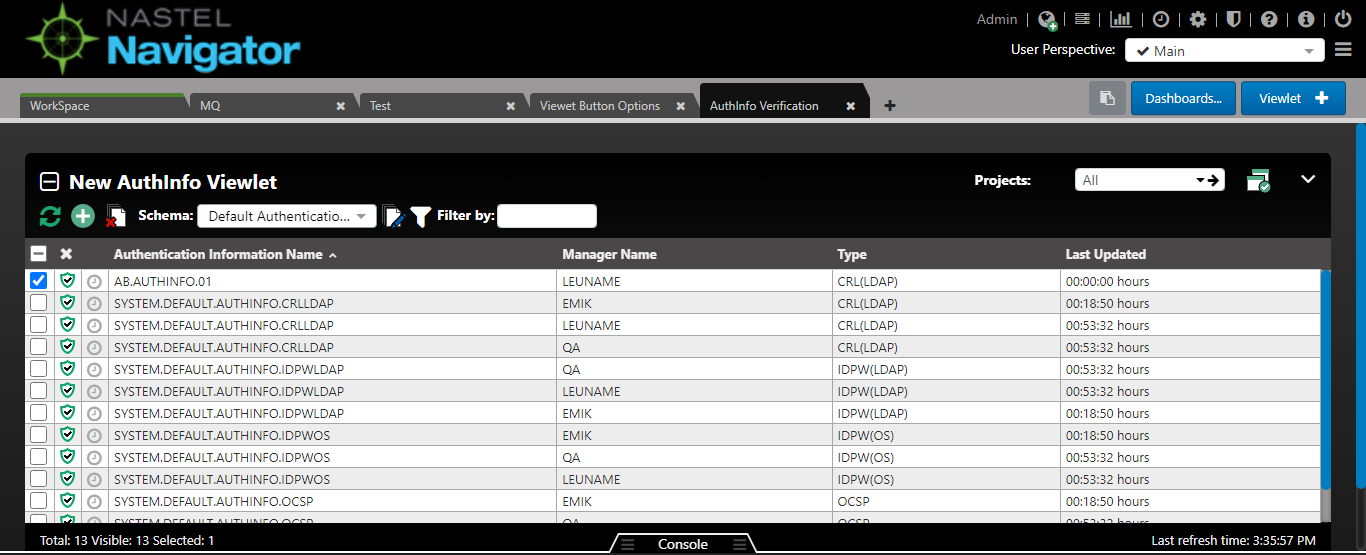 NASTEL
Navigator
Admin
User Perspective: Main
WorkSpace MQ Test Viewet Button Options AuthInfo Verification Dashboards... Viewlet
New AuthInfo Viewlet Projects: All
Schema: Default Authenticatio... Filter by:
Authentication Information Name Manager Name Type Last Updated
AB.AUTHINFO.01 LEUNAME CRL(LDAP) 00:00:00 hours
SYSTEM.DEFAULT.AUTHINFO.CRLLDAP EMIK CRL(LDAP) 00:18:50 hours
SYSTEM.DEFAULT.AUTHINFO.CRLLDAP LEUNAME CRL(LDAP) 00:53:32 hours
SYSTEM.DEFAULT.AUTHINFO.CRLLDAP QA CRL(LDAP) 00:53:32 hours
SYSTEM.DEFAULT.AUTHINFO.IDPWLDAP QA IDPW(LDAP) 00:53:32 hours
SYSTEM.DEFAULT.AUTHINFO.IDPWLDAP LEUNAME IDPW(LDAP) 00:53:32 hours
SYSTEM.DEFAULT.AUTHINFO.IDPWLDAP EMIK IDPW(LDAP) 00:18:50 hours
SYSTEM.DEFAULT.AUTHINFO.IDPWOS EMIK IDPW(OS) 00:18:50 hours
SYSTEM.DEFAULT.AUTHINFO.IDPWOS QA IDPW(OS) 00:53:32 hours
SYSTEM.DEFAULT.AUTHINFO.IDPWOS LEUNAME IDPW(OS) 00:53:32 hours
SYSTEM.DEFAULT.AUTHINFO.OCSP EMIK OCSP 00:18:50 hours
SYSTEM.DEFAULT.AUTHINFO.OCSP QA OCSP 00:53:32 hours
Total: 13 Visible: 13 Selected: 1 Console Last refresh time: 3:35:57 PM